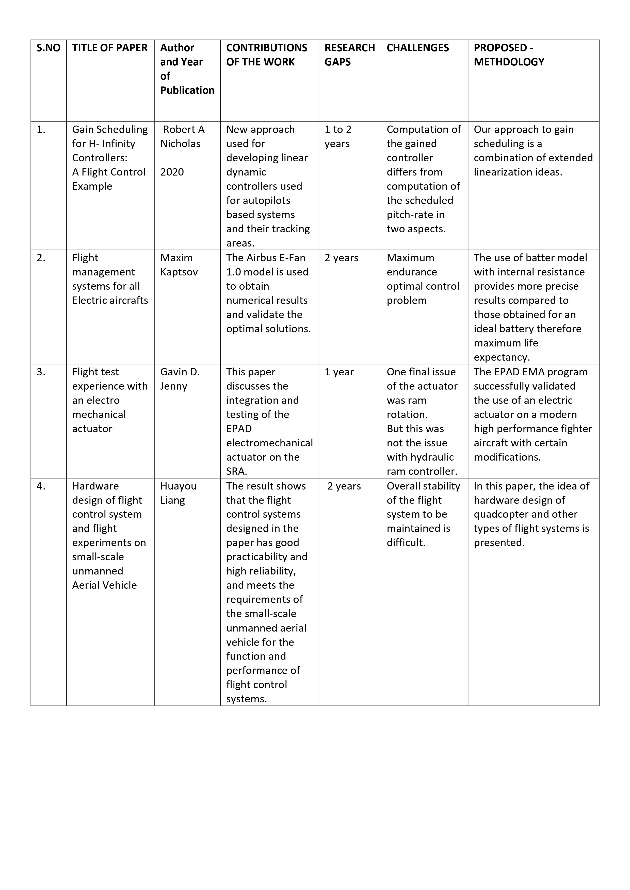 S.NO
TITLE OF PAPER
Author
and Year
of
Publication
CONTRIBUTIONS
OF THE WORK
RESEARCH
GAPS
CHALLENGES
PROPOSED -
METHDOLOGY
1.
Gain Scheduling
for H- Infinity
Controllers:
A Flight Control
Example
Robert A
Nicholas
2020
New approach
used for
developing linear
dynamic
controllers used
for autopilots
based systems
and their tracking
areas.
1 to 2
years
Computation of
the gained
controller
differs from
computation of
the scheduled
pitch-rate in
two aspects.
Our approach to gain
scheduling is a
combination of extended
linearization ideas.
2.
Flight
management
systems for all
Electric aircrafts
Maxim
Kaptsov
The Airbus E-Fan
1.0 model is used
to obtain
numerical results
and validate the
optimal solutions.
2 years
Maximum
endurance
optimal control
problem
The use of batter model
with internal resistance
provides more precise
results compared to
those obtained for an
ideal battery therefore
maximum life
expectancy.
3.
Flight test
experience with
an electro
mechanical
actuator
Gavin D.
Jenny
This paper
discusses the
integration and
testing of the
EPAD
electromechanical
actuator on the
SRA.
1 year
One final issue
of the actuator
was ram
rotation.
But this was
not the issue
with hydraulic
ram controller.
The EPAD EMA program
successfully validated
the use of an electric
actuator on a modern
high performance fighter
aircraft with certain
modifications.
4.
Hardware
design of flight
control system
and flight
experiments on
small-scale
unmanned
Aerial Vehicle
Huayou
Liang
The result shows
that the flight
control systems
designed in the
paper has good
practicability and
high reliability,
and meets the
requirements of
the small-scale
unmanned aerial
vehicle for the
function and
performance of
flight control
systems.
2 years
Overall stability
of the flight
system to be
maintained is
difficult.
In this paper, the idea of
hardware design of
quadcopter and other
types of flight systems is
presented.